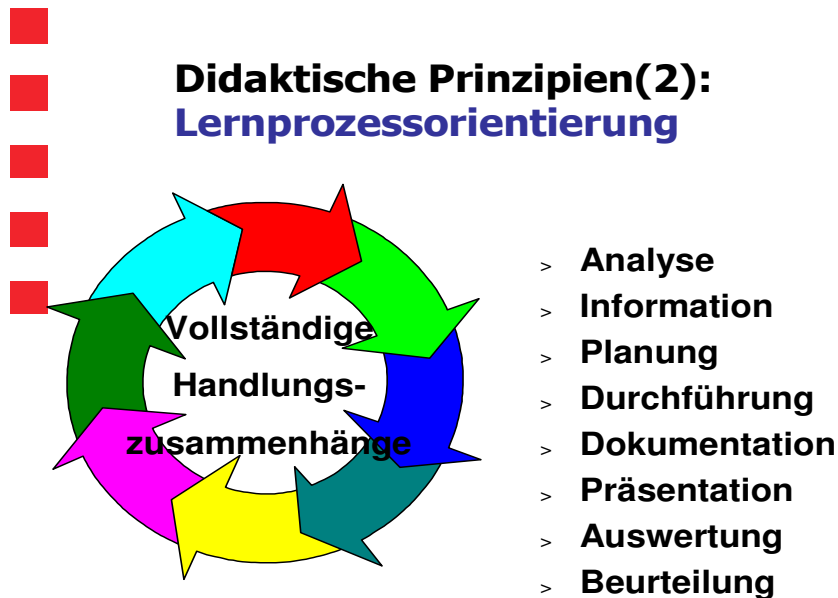 Didaktische Prinzipien(2):
Lernprozessorientierung
Vollständige
Handlungs-
zusammenhänge
> Analyse
> Information
> Planung
> Durchführung
> Dokumentation
> Präsentation
> Auswertung
> Beurteilung